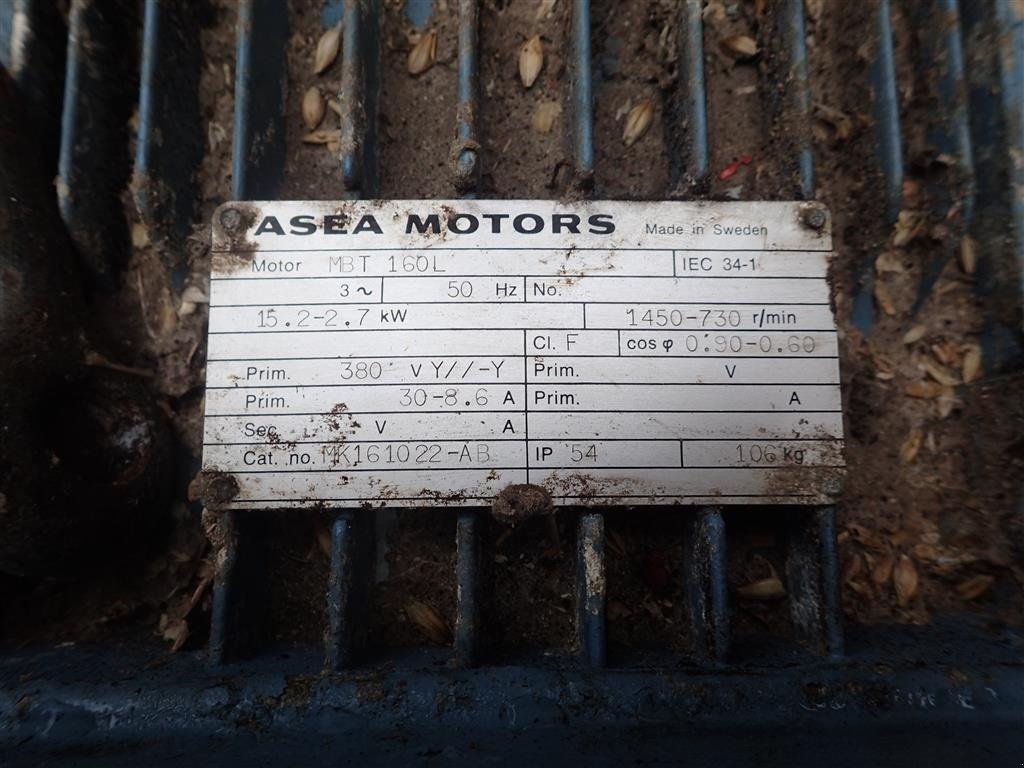 ASEA MOTORS Made in Sweden
Motor MBT 160L IEC 34-1
3~ 50 Hz No.
15.2-2.7 kW 1450-730 r/min
Cl. F cos φ 0.90-0.60
Prim. 380 V Y//-Y Prim. V
Prim. 30-8.6 A Prim. A
Sec. V A
Cat. no. MK161022-AB IP 54 106 kg